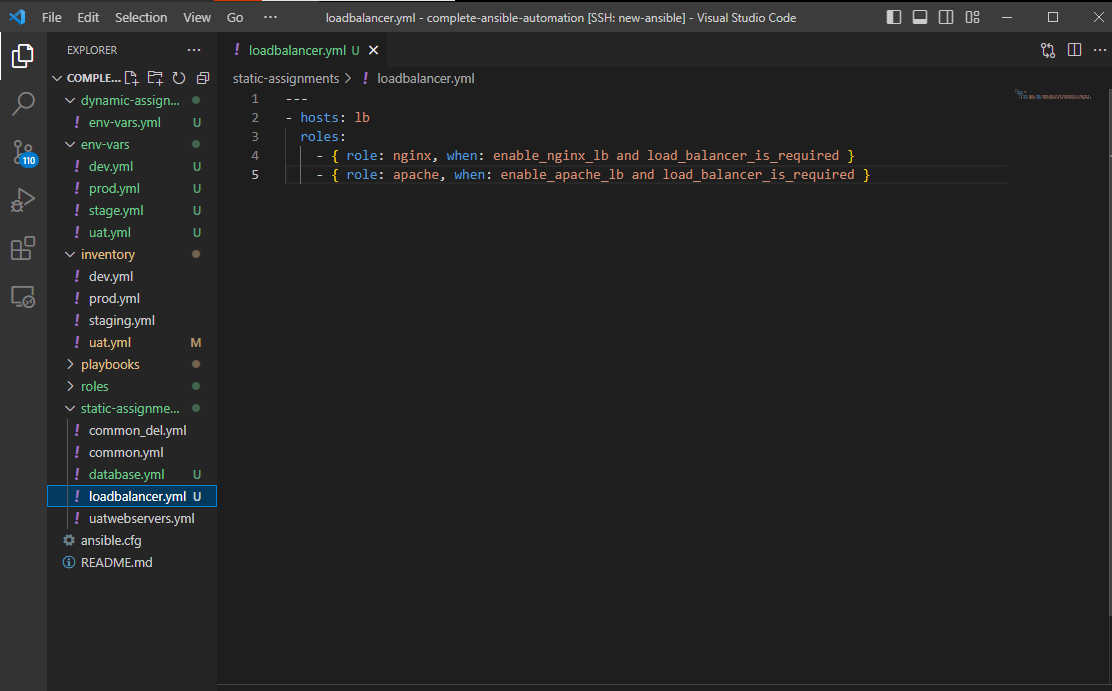 File Edit Selection View Go ··· loadbalancer.yml - complete-ansible-automation [SSH: new-ansible] - Visual Studio Code
EXPLORER ···
COMPLE...
dynamic-assign...
! env-vars.yml U
env-vars
! dev.yml U
! prod.yml U
! stage.yml U
! uat.yml U
inventory
! dev.yml
! prod.yml
! staging.yml
! uat.yml M
playbooks
roles
static-assignme...
! common_del.yml
! common.yml
! database.yml U
! loadbalancer.yml U
! uatwebservers.yml
ansible.cfg
README.md
110
! loadbalancer.yml U
static-assignments > ! loadbalancer.yml
1 ---
2 - hosts: lb
3 roles:
4 - { role: nginx, when: enable_nginx_lb and load_balancer_is_required }
5 - { role: apache, when: enable_apache_lb and load_balancer_is_required }